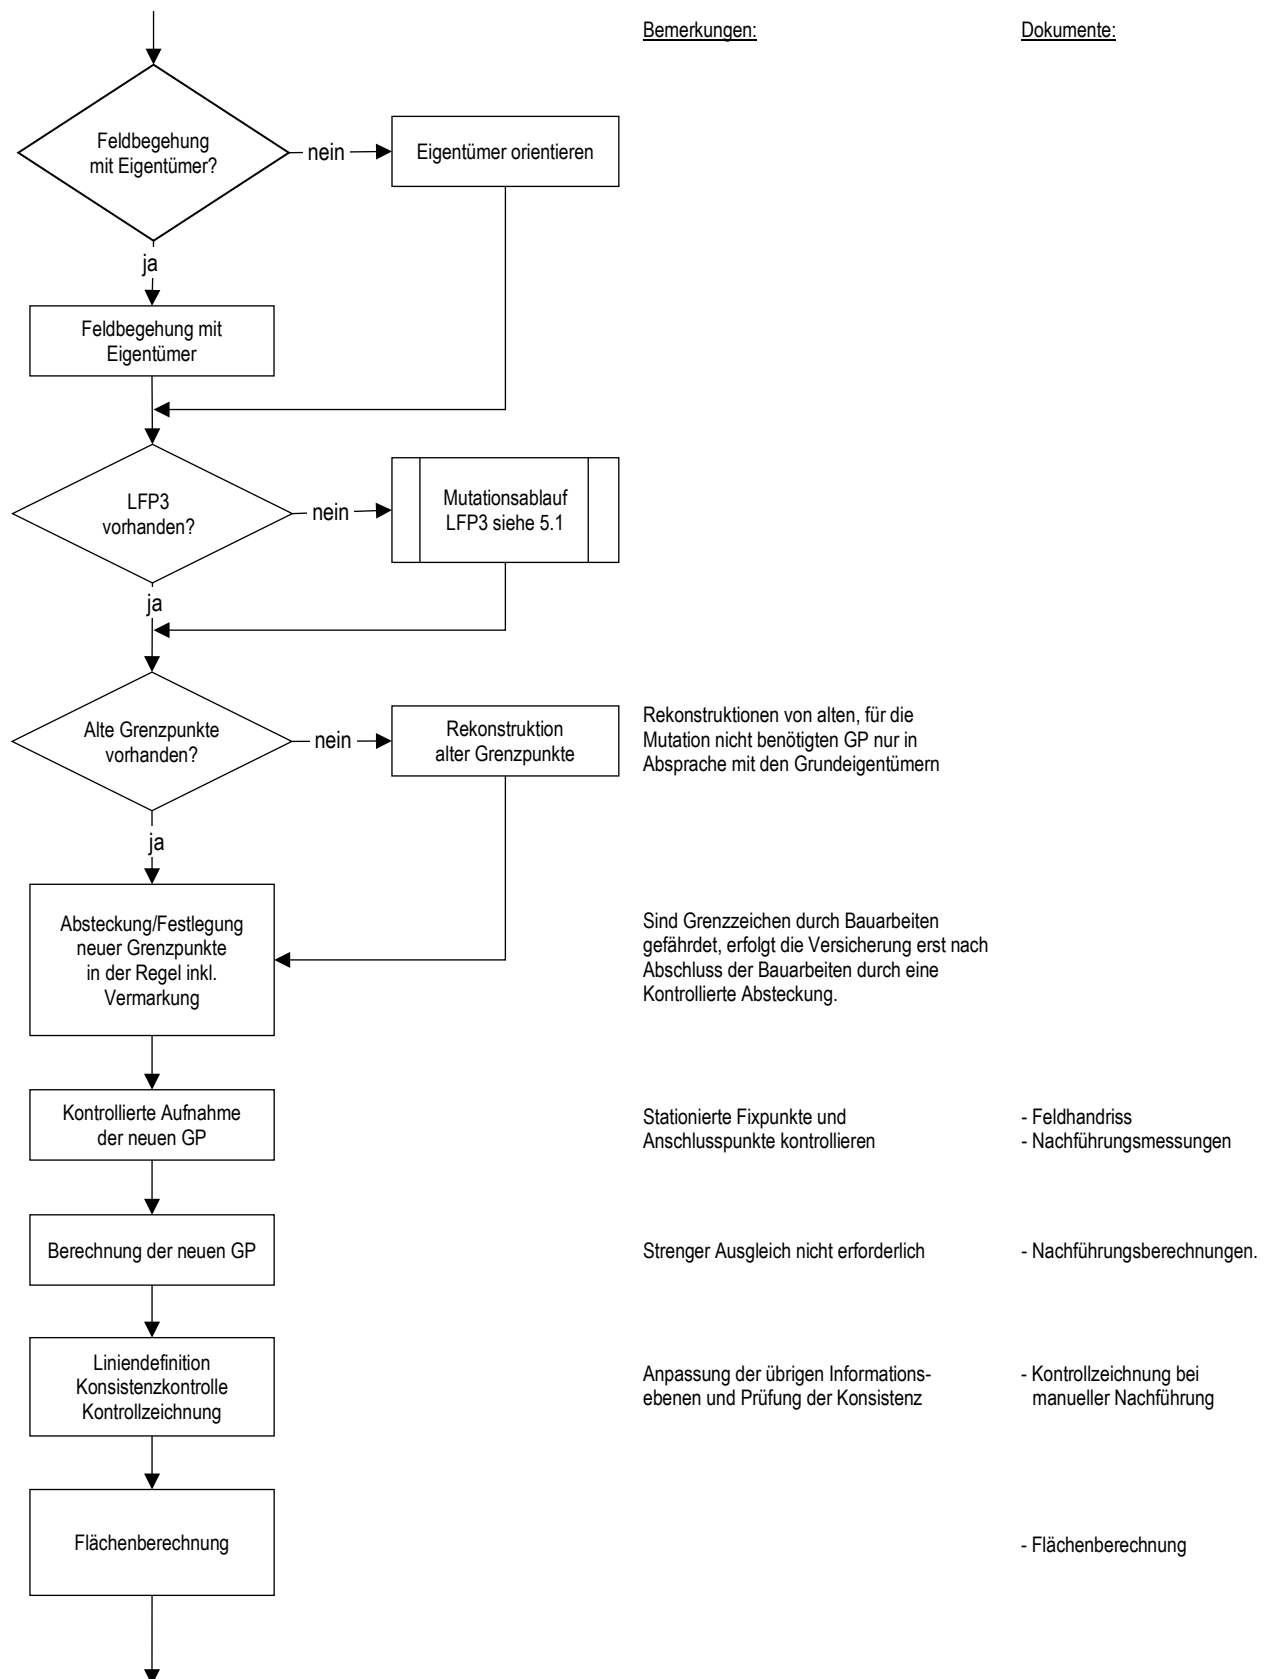 Bemerkungen:
Dokumente:
Feldbegehung
mit Eigentümer?
nein
Eigentümer orientieren
ja
Feldbegehung mit
Eigentümer
LFP3
vorhanden?
nein
Mutationsablauf
LFP3 siehe 5.1
ja
Alte Grenzpunkte
vorhanden?
nein
Rekonstruktion
alter Grenzpunkte
Rekonstruktionen von alten, für die
Mutation nicht benötigten GP nur in
Absprache mit den Grundeigentümern
ja
Absteckung/Festlegung
neuer Grenzpunkte
in der Regel inkl.
Vermarkung
Sind Grenzzeichen durch Bauarbeiten
gefährdet, erfolgt die Versicherung erst nach
Abschluss der Bauarbeiten durch eine
Kontrollierte Absteckung.
Kontrollierte Aufnahme
der neuen GP
Stationierte Fixpunkte und
Anschlusspunkte kontrollieren
- Feldhandriss
- Nachführungsmessungen
Berechnung der neuen GP
Strenger Ausgleich nicht erforderlich
- Nachführungsberechnungen.
Liniendefinition
Konsistenzkontrolle
Kontrollzeichnung
Anpassung der übrigen Informations-
ebenen und Prüfung der Konsistenz
- Kontrollzeichnung bei
manueller Nachführung
Flächenberechnung
- Flächenberechnung